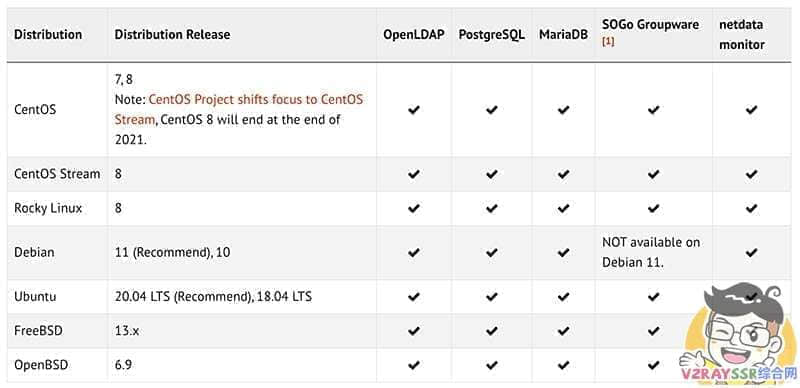 Distribution Distribution Release OpenLDAP PostgreSQL MariaDB SOGo Groupware [1] netdata monitor
CentOS 7, 8
Note: CentOS Project shifts focus to CentOS
Stream, CentOS 8 will end at the end of
2021.
✔ ✔ ✔ ✔ ✔
CentOS Stream 8 ✔ ✔ ✔ ✔ ✔
Rocky Linux 8 ✔ ✔ ✔ ✔ ✔
Debian 11 (Recommend), 10 ✔ ✔ ✔ NOT available on
Debian 11. ✔
Ubuntu 20.04 LTS (Recommend), 18.04 LTS ✔ ✔ ✔ ✔ ✔
FreeBSD 13.x ✔ ✔ ✔ ✔
OpenBSD 6.9 ✔ ✔ ✔ ✔
V2RAYSSR综合网